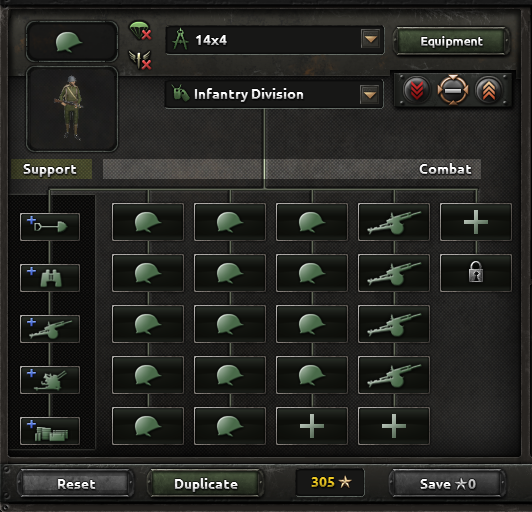 14x4
Equipment
Infantry Division
Support
Combat
Reset
Duplicate
305
Save 0